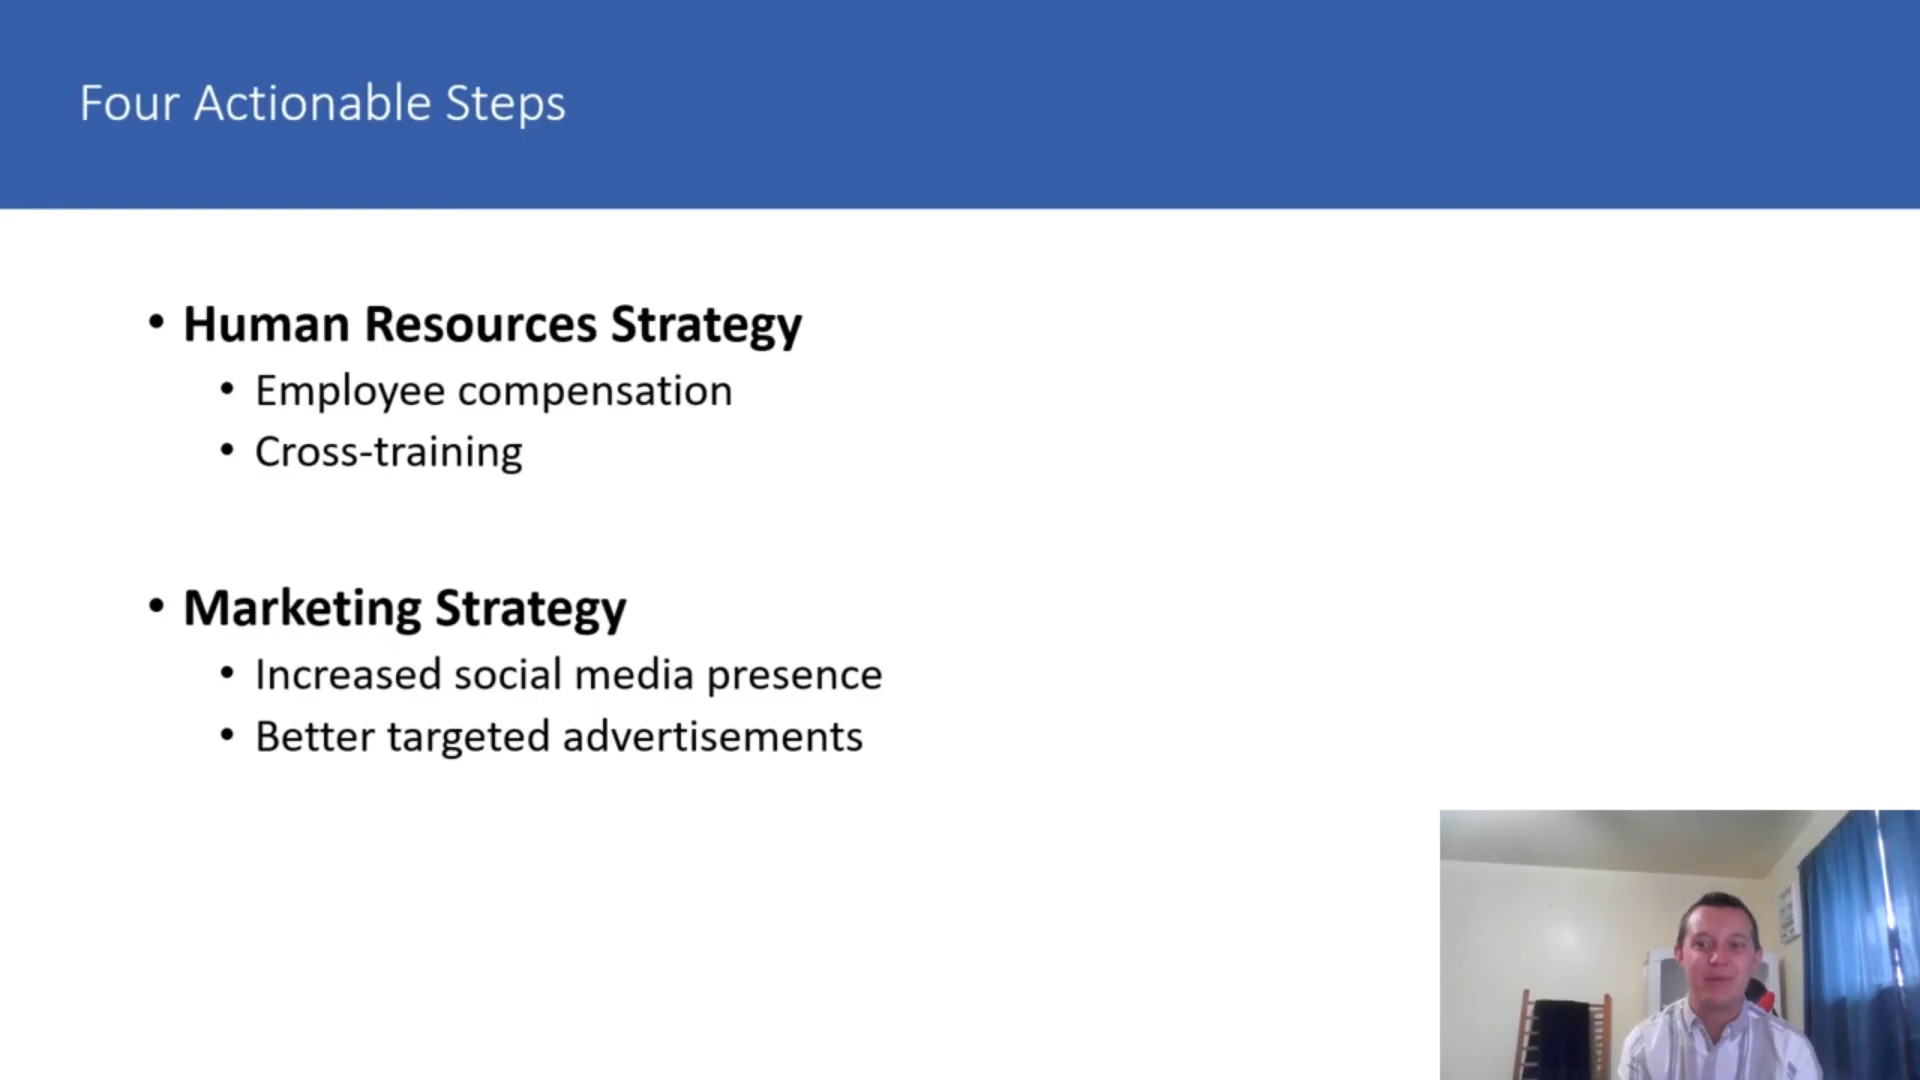 Four Actionable Steps
• Human Resources Strategy
• Employee compensation
• Cross-training
• Marketing Strategy
• Increased social media presence
• Better targeted advertisements